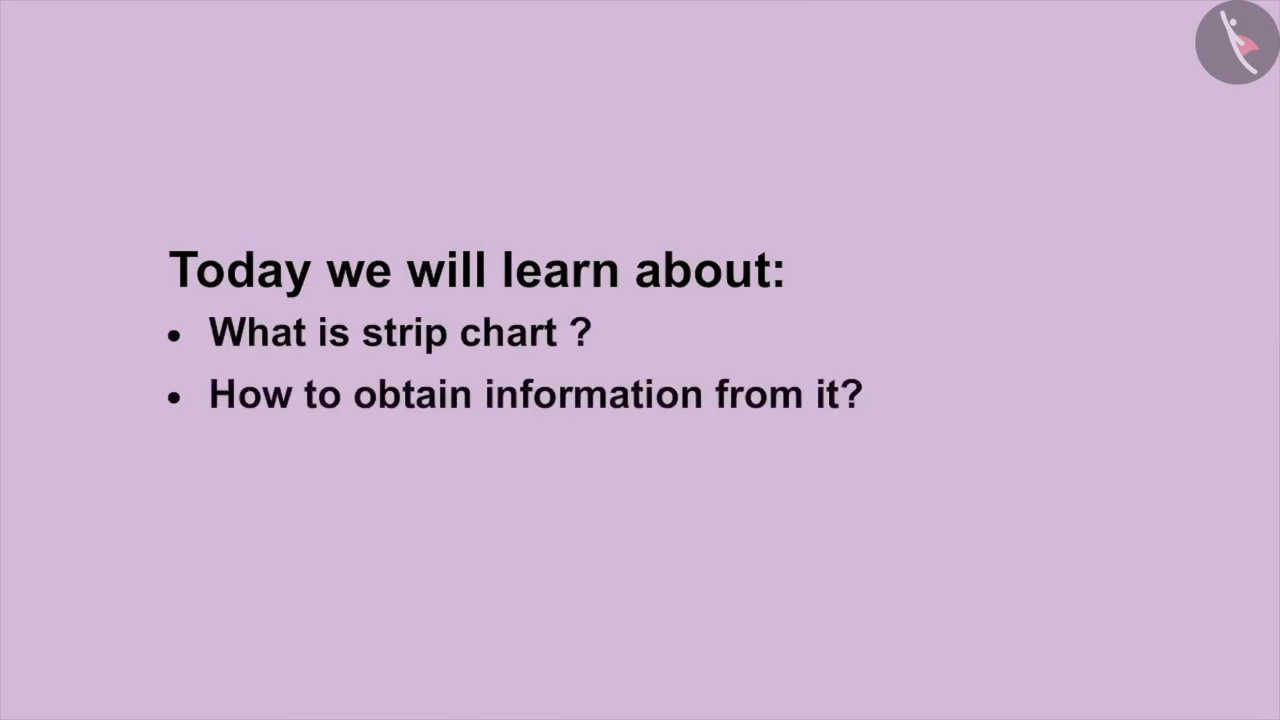 Today we will learn about:
• What is strip chart ?
• How to obtain information from it?